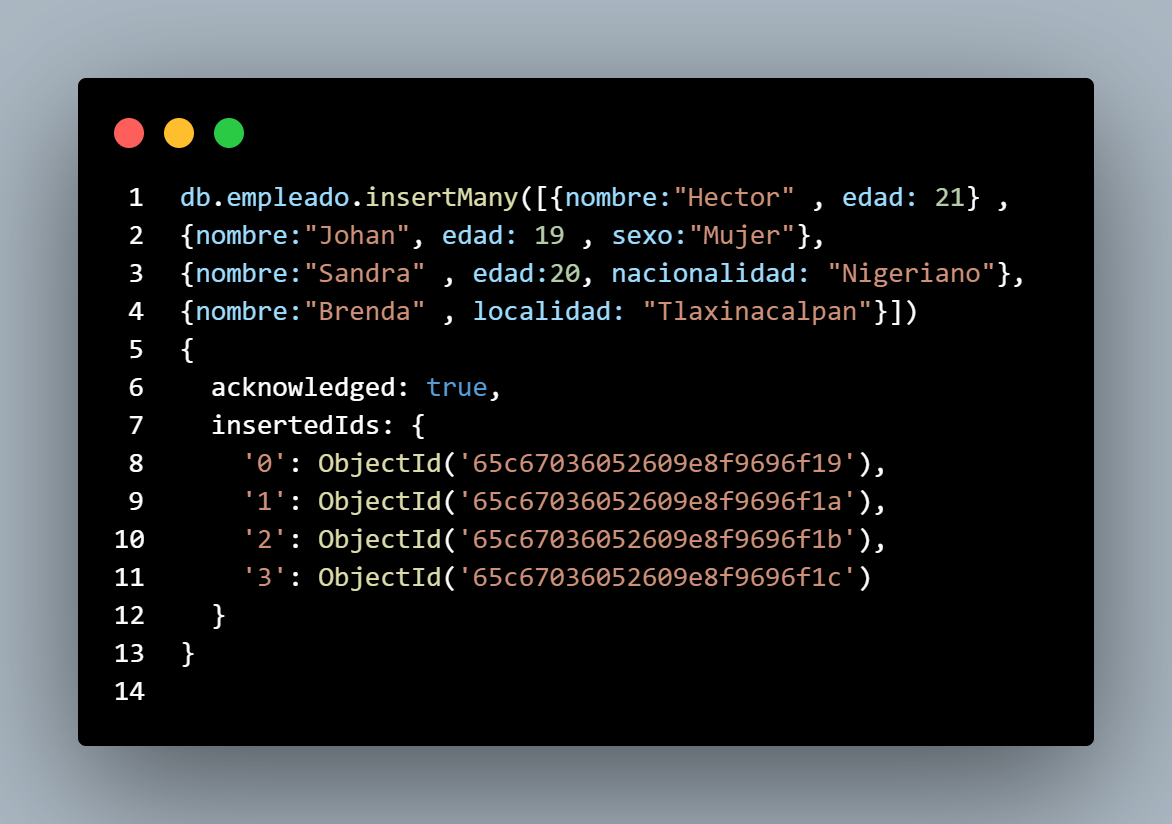 1 db.empleado.insertMany([{nombre:"Hector" , edad: 21} ,
2 {nombre:"Johan", edad: 19 , sexo:"Mujer"},
3 {nombre:"Sandra" , edad:20, nacionalidad: "Nigeriano"},
4 {nombre:"Brenda" , localidad: "Tlaxinacalpan"}])
5 {
6   acknowledged: true,
7   insertedIds: {
8     '0': ObjectId('65c67036052609e8f9696f19'),
9     '1': ObjectId('65c67036052609e8f9696f1a'),
10     '2': ObjectId('65c67036052609e8f9696f1b'),
11     '3': ObjectId('65c67036052609e8f9696f1c')
12   }
13 }
14